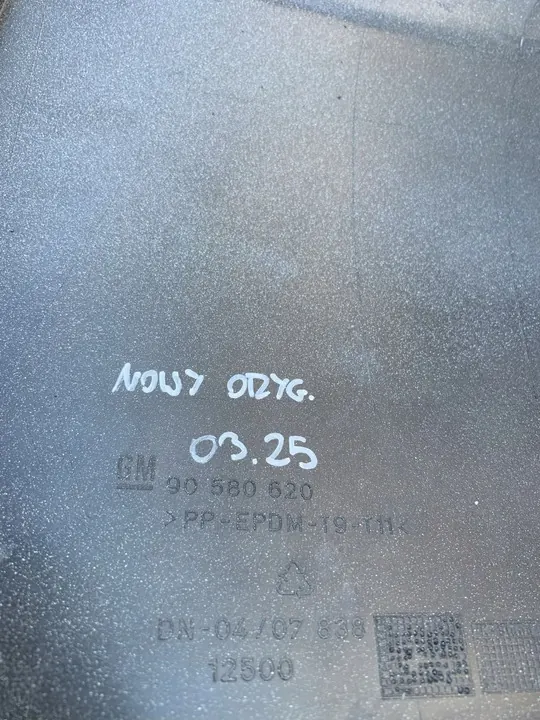 NOWY ORYG.
03.25
GM 90 580 620
>PP-EPDM-T9-T11<
DN-04/07 838
12500